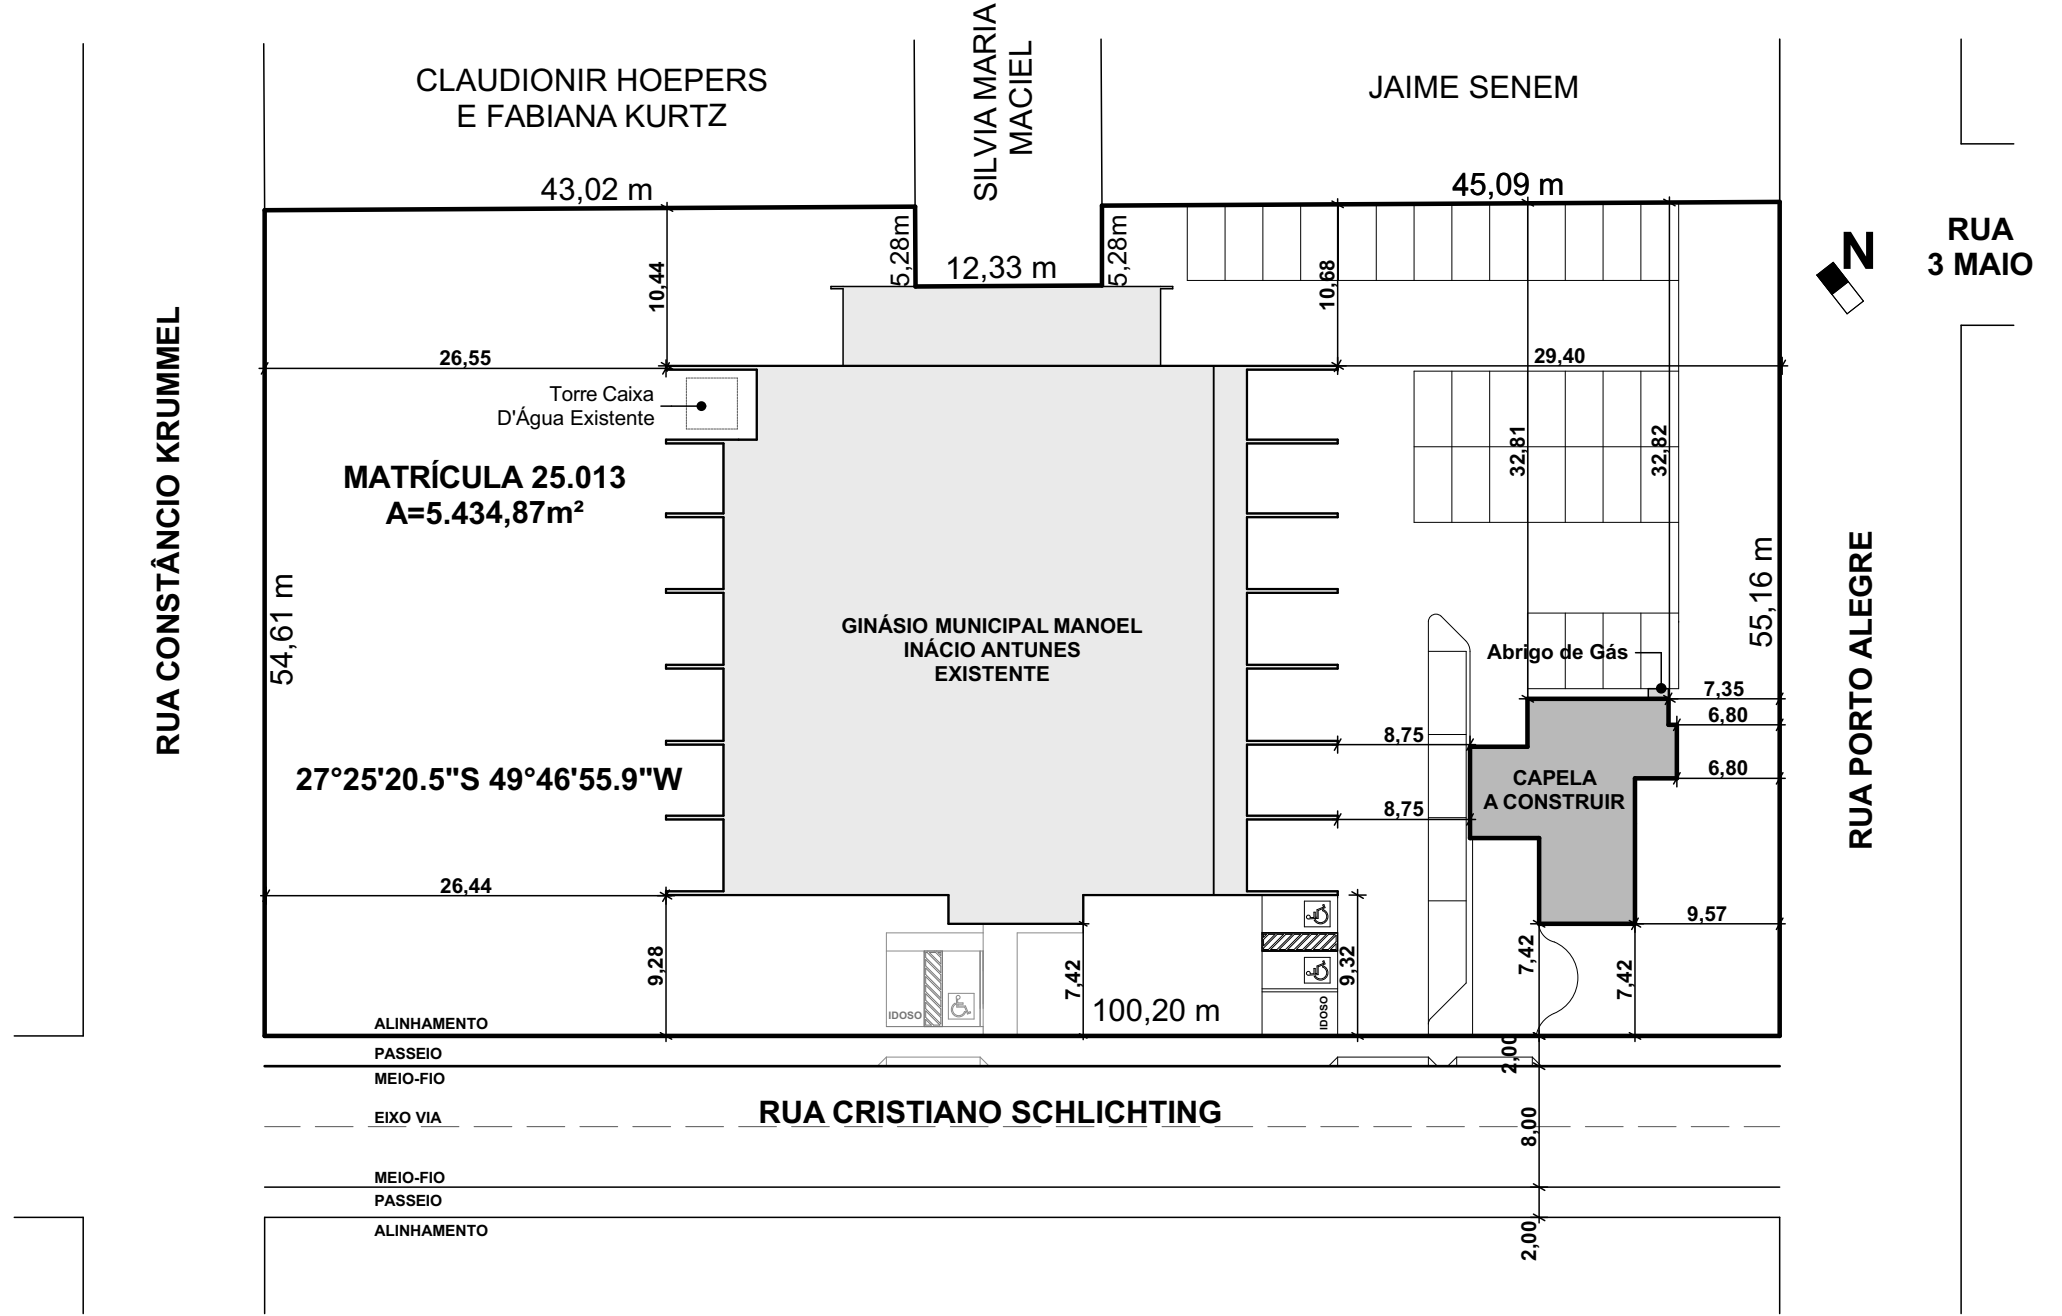 CLAUDIONIR HOEPERS
E FABIANA KURTZ
SILVIA MARIA
MACIEL
JAIME SENEM
43,02 m
45,09 m
5,28m
12,33 m
5,28m
N
RUA
3 MAIO
10,44
10,68
26,55
29,40
Torre Caixa
D'Água Existente
RUA CONSTÂNCIO KRUMMEL
MATRÍCULA 25.013
A=5.434,87m²
32,81
32,82
54,61 m
55,16 m
RUA PORTO ALEGRE
GINÁSIO MUNICIPAL MANOEL
INÁCIO ANTUNES
EXISTENTE
Abrigo de Gás
7,35
6,80
8,75
27°25'20.5"S 49°46'55.9"W
CAPELA
A CONSTRUIR
6,80
8,75
26,44
9,57
9,28
7,42
9,32
7,42
7,42
IDOSO
IDOSO
100,20 m
ALINHAMENTO
PASSEIO
2,00
MEIO-FIO
EIXO VIA
RUA CRISTIANO SCHLICHTING
8,00
MEIO-FIO
PASSEIO
ALINHAMENTO
2,00